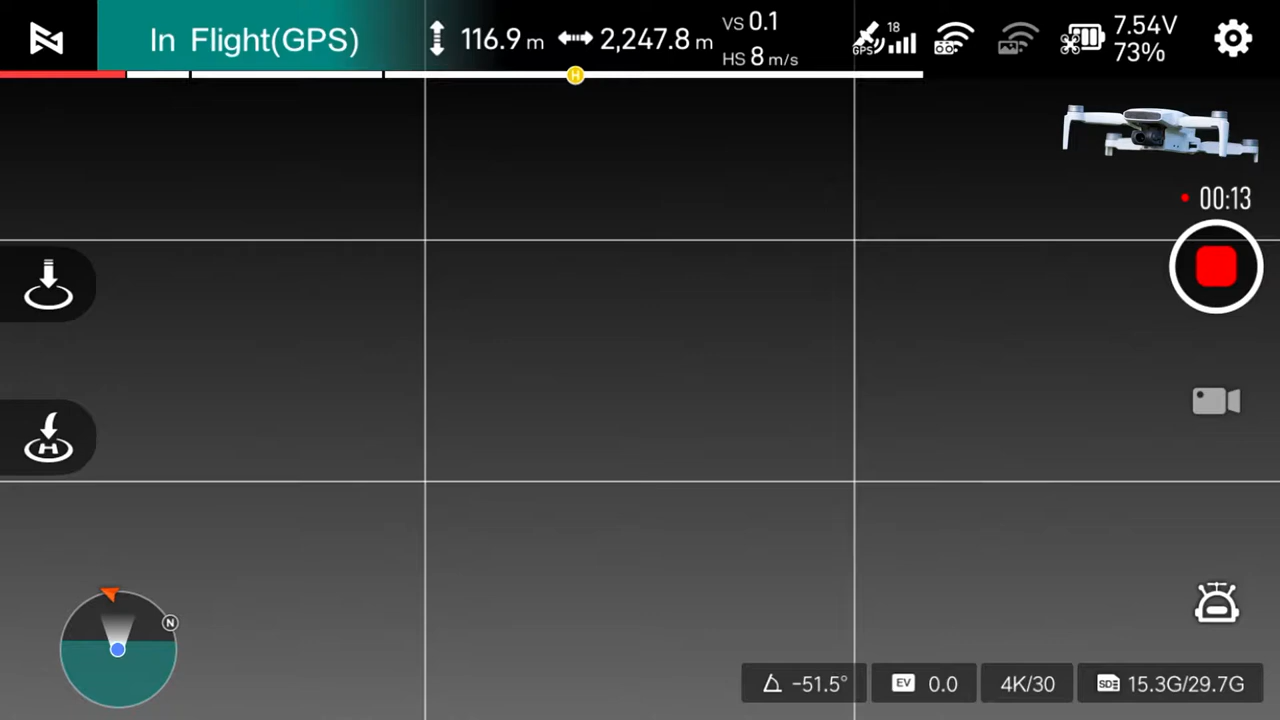 In Flight(GPS)
116.9 m
2,247.8 m
VS 0.1
HS 8 m/s
GPS
18
7.54V
73%
H
00:13
H
N
-51.5°
EV 0.0
4K/30
SD 15.3G/29.7G